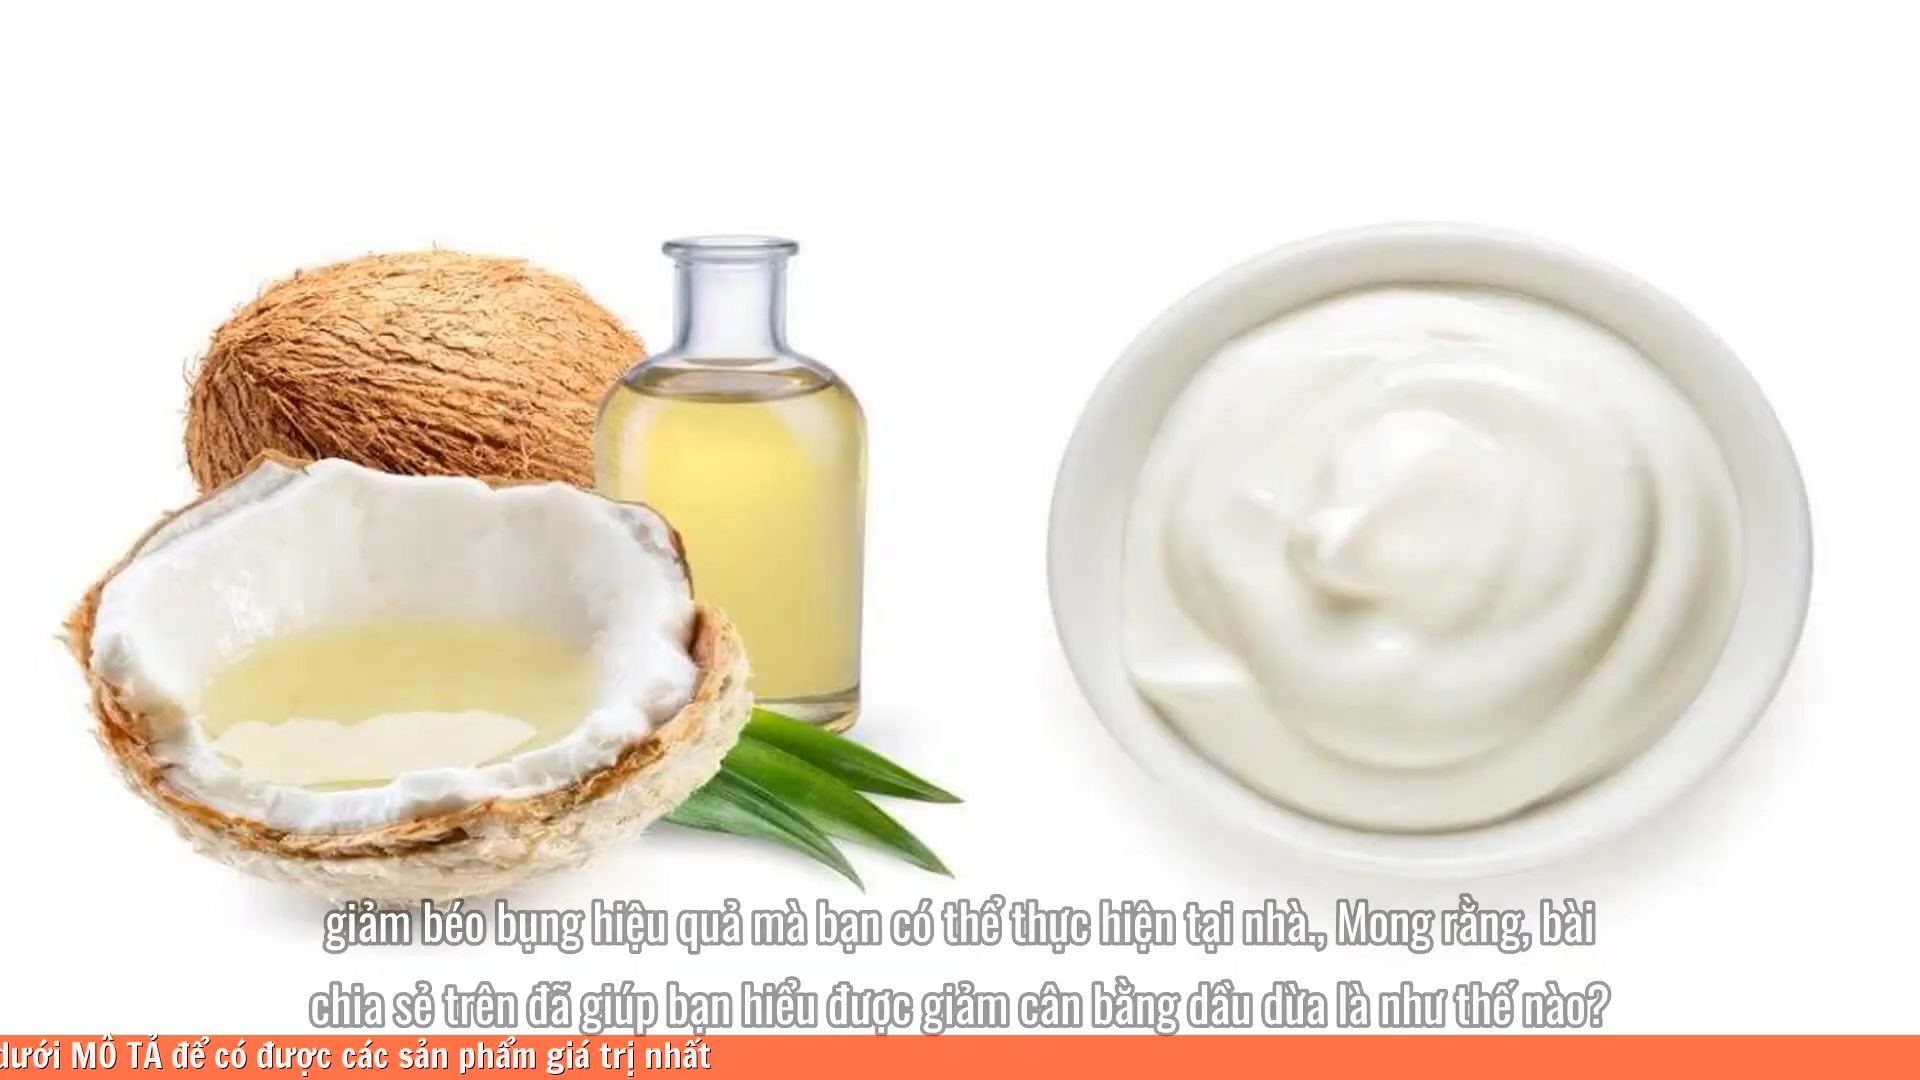 giảm béo bụng hiệu quả mà bạn có thể thực hiện tại nhà., Mong rằng, bài
chia sẻ trên đã giúp bạn hiểu được giảm cân bằng dầu dừa là như thế nào?
dưới MÔ TẢ để có được các sản phẩm giá trị nhất